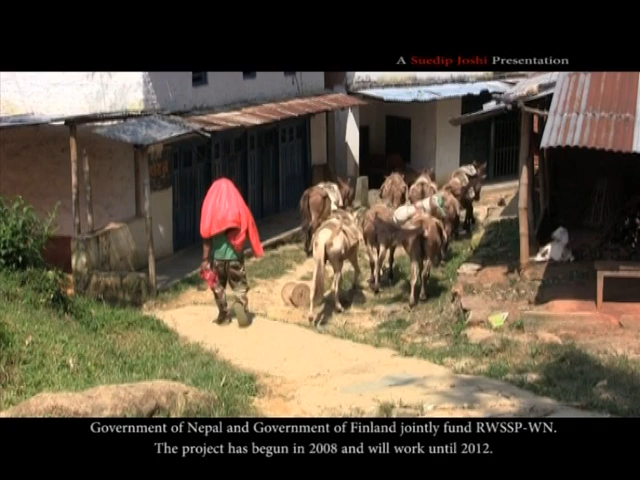 A Suedip Joshi Presentation
Government of Nepal and Government of Finland jointly fund RWSSP-WN.
The project has begun in 2008 and will work until 2012.